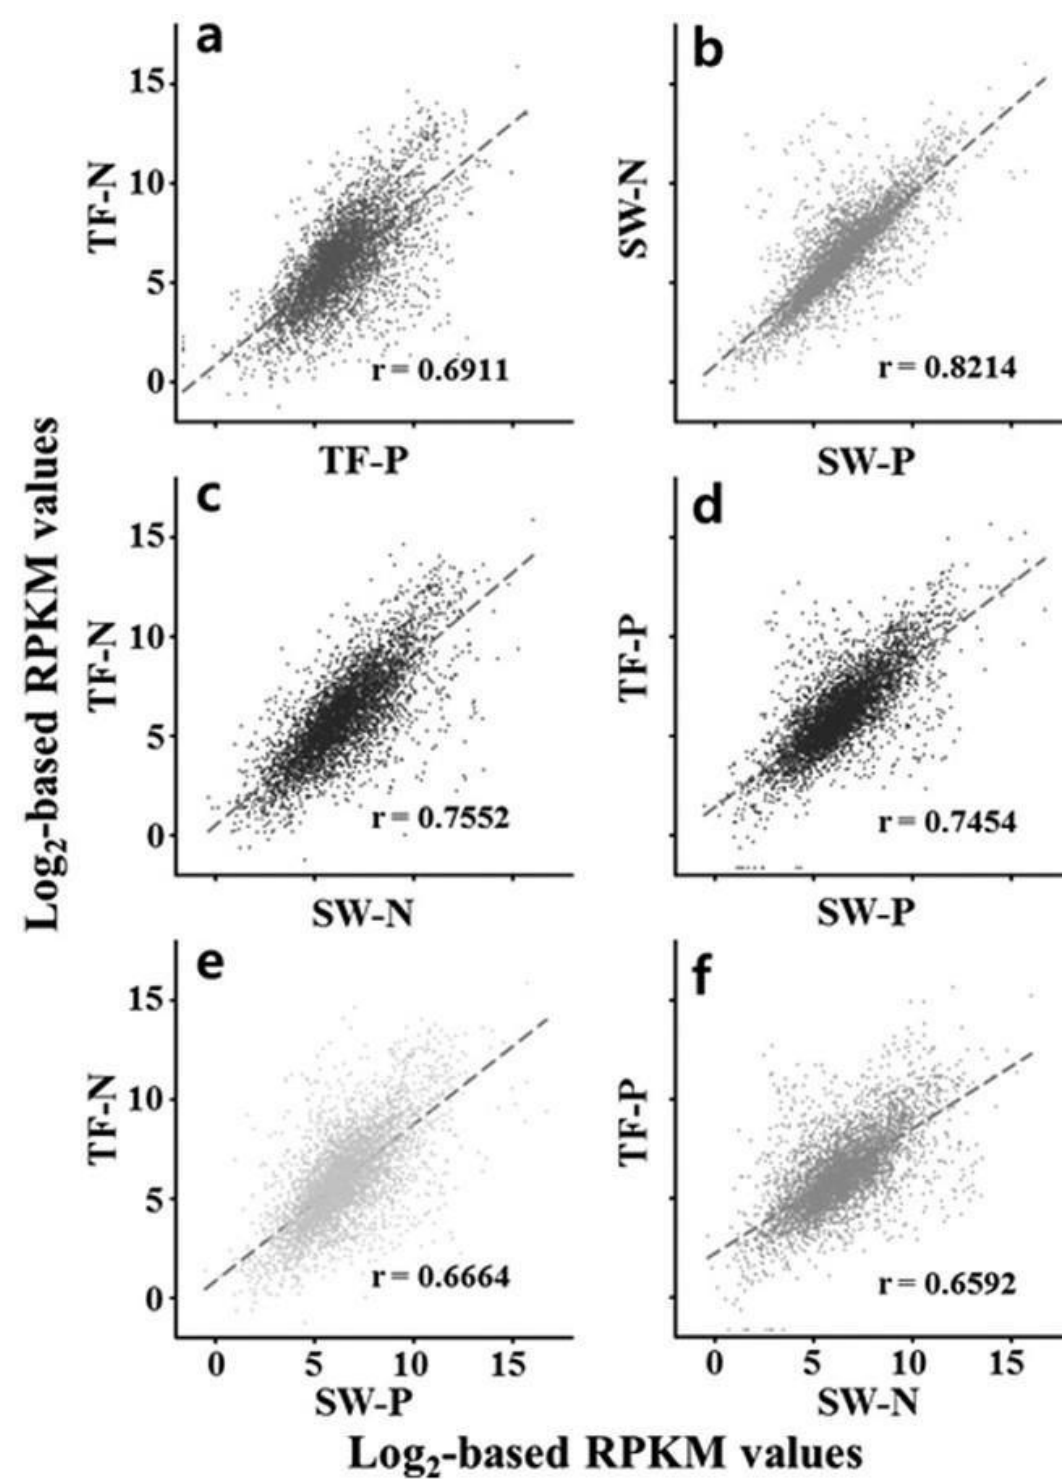 a
15
10
5
0
TF-N
r = 0.6911
TF-P
b
SW-N
r = 0.8214
SW-P
c
15
10
5
0
TF-N
r = 0.7552
SW-N
d
TF-P
r = 0.7454
SW-P
e
15
10
5
0
TF-N
r = 0.6664
0 5 10 15
SW-P
f
TF-P
r = 0.6592
0 5 10 15
SW-N
Log₂-based RPKM values
Log₂-based RPKM values